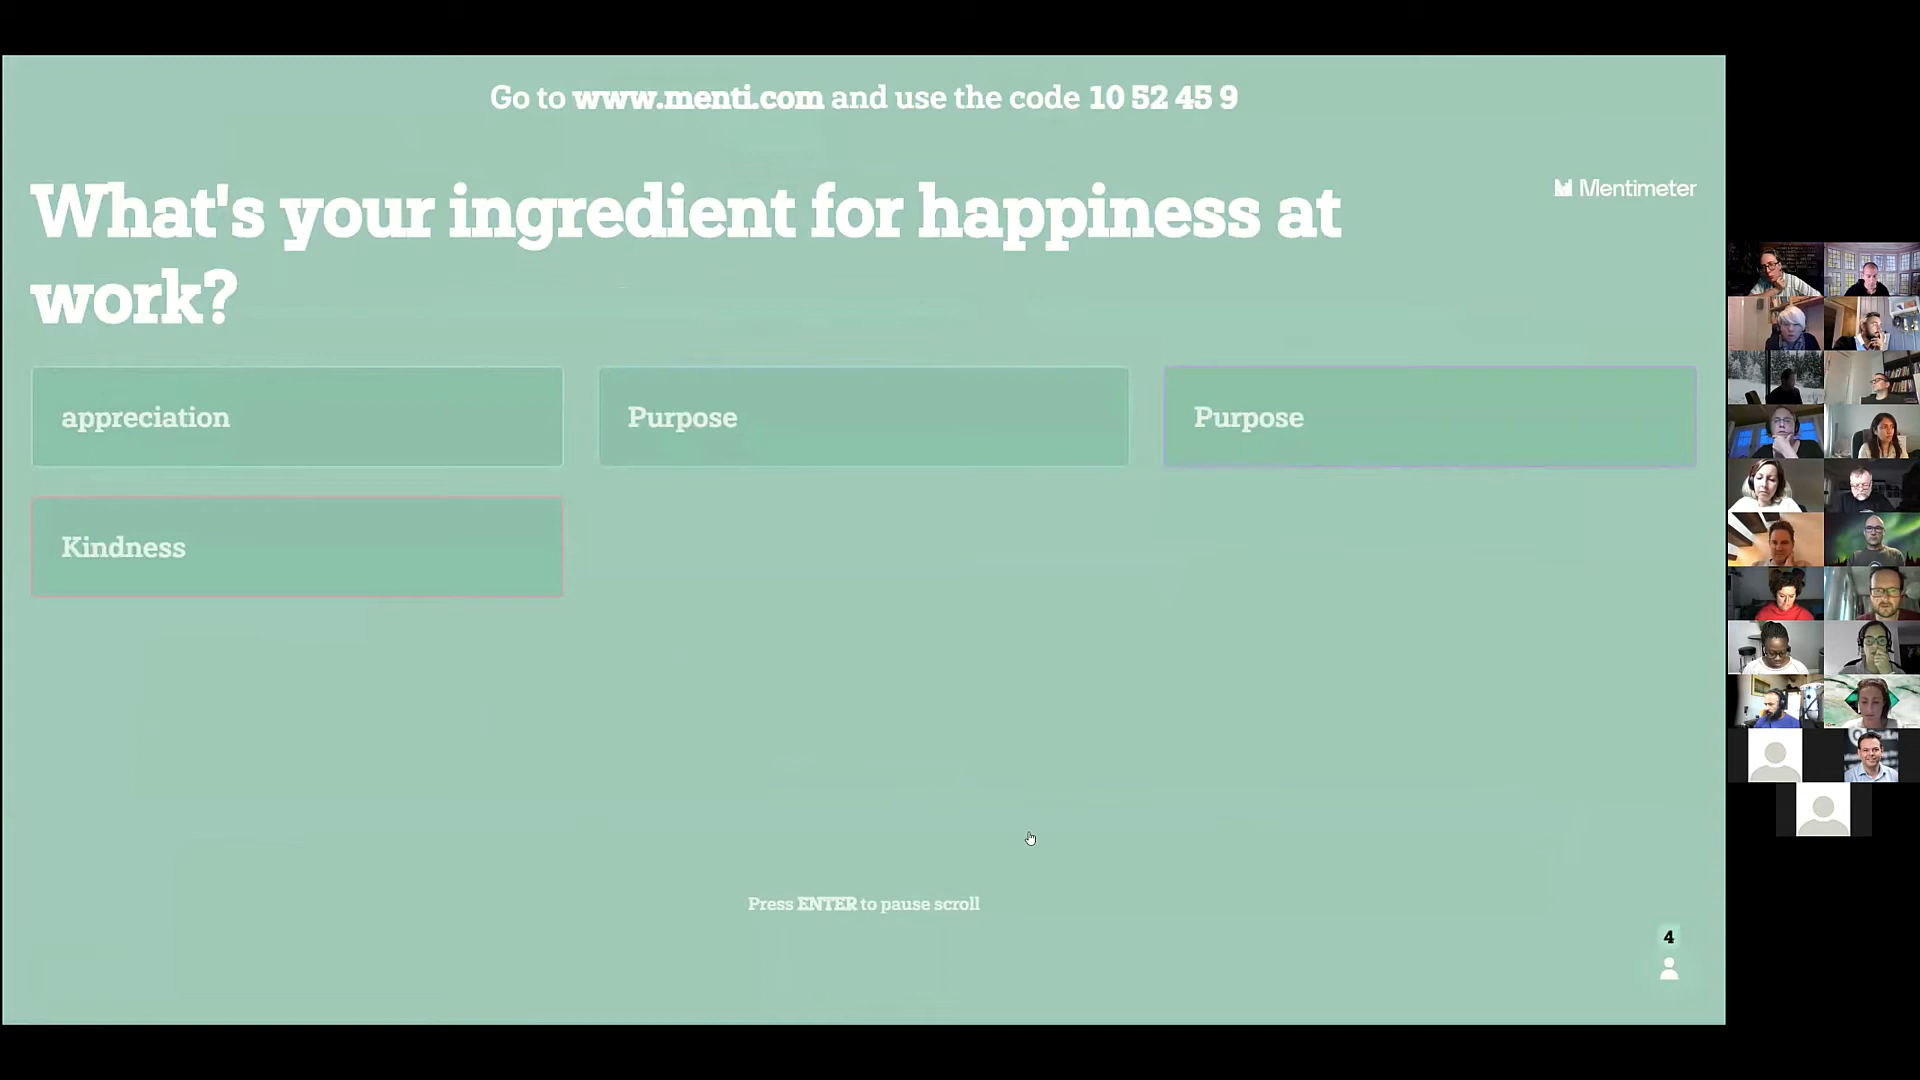 Go to www.menti.com and use the code 10 52 45 9
Mentimeter
What's your ingredient for happiness at
work?
appreciation
Purpose
Purpose
Kindness
Press ENTER to pause scroll
4